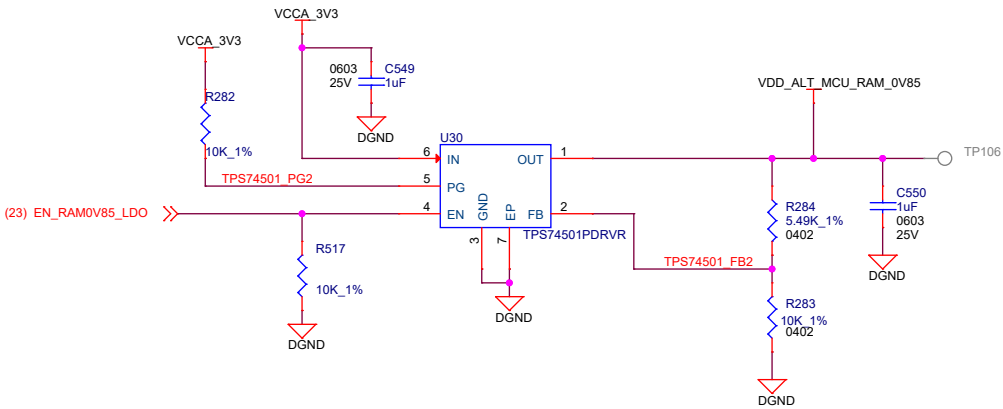 VCCA_3V3
VCCA_3V3
0603 C549
25V 1uF
DGND
R282
10K_1%
VDD_ALT_MCU_RAM_0V85
U30
6 IN OUT 1
TP106
TPS74501_PG2 5 PG
(23) EN_RAM0V85_LDO 4 EN GND EP FB 2
3 7 TPS74501PDRVR
C550
1uF
0603
25V
DGND
R284
5.49K_1%
0402
R517
10K_1%
DGND
DGND
TPS74501_FB2
R283
10K_1%
0402
DGND